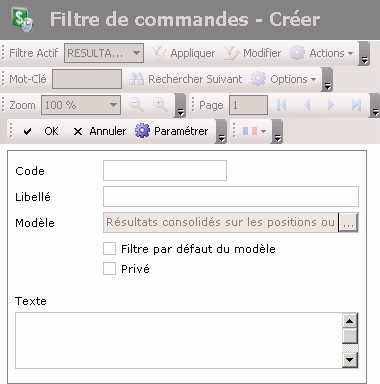 Filtre de commandes - Créer
Filtre Actif RESULTA... Appliquer Modifier Actions
Mot-Clé Rechercher Suivant Options
Zoom 100 % Page 1
OK Annuler Paramétrer
Code
Libellé
Modèle Résultats consolidés sur les positions ou ...
Filtre par défaut du modèle
Privé
Texte